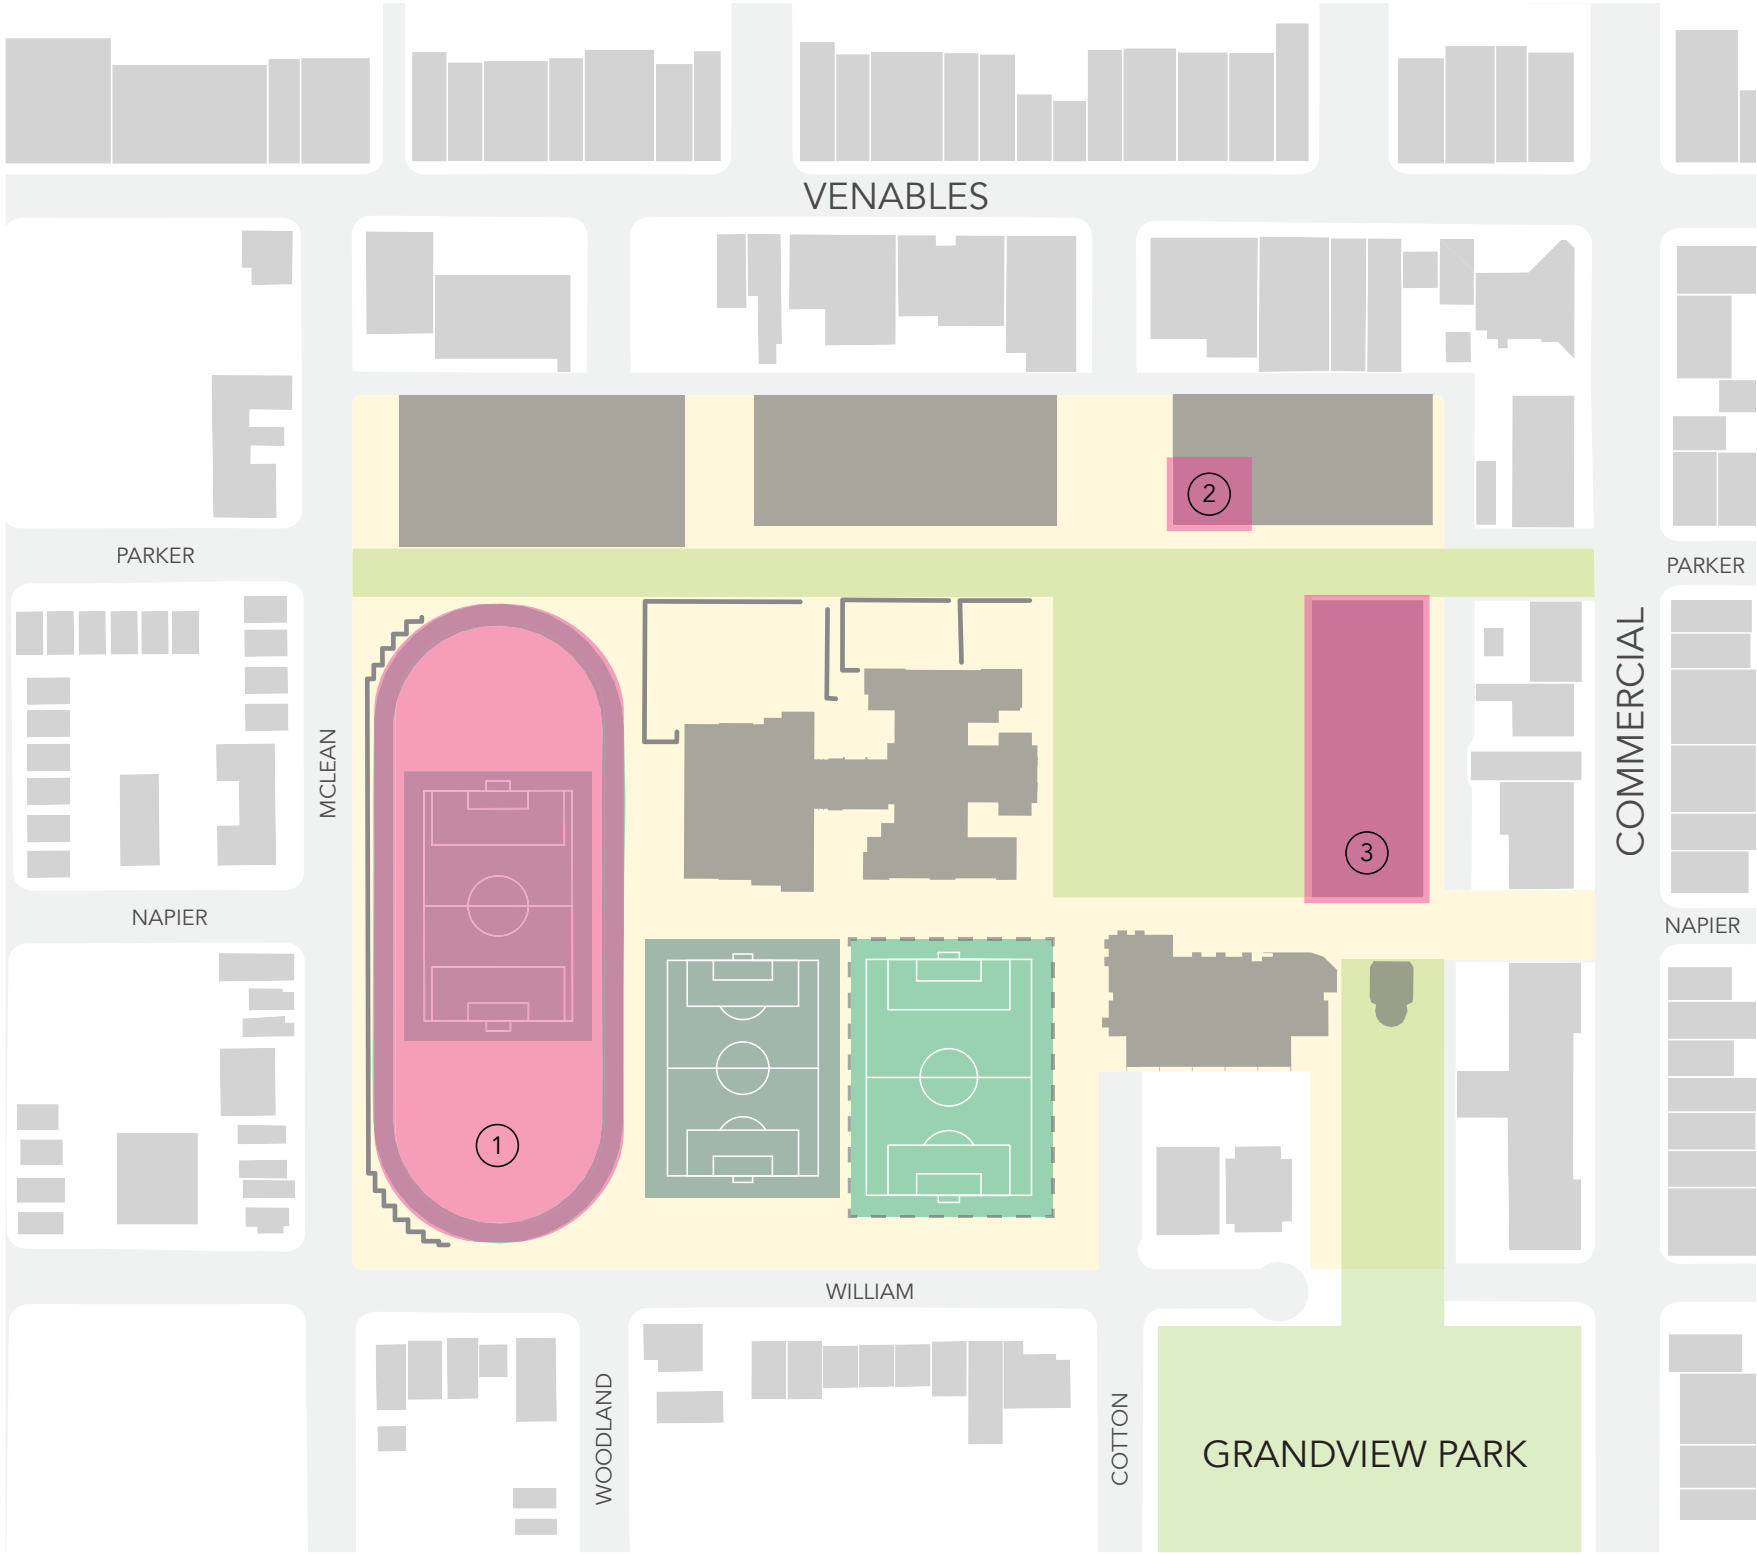 VENABLES
2
PARKER
PARKER
MCLEAN
COMMERCIAL
3
NAPIER
NAPIER
1
WILLIAM
WOODLAND
COTTON
GRANDVIEW PARK